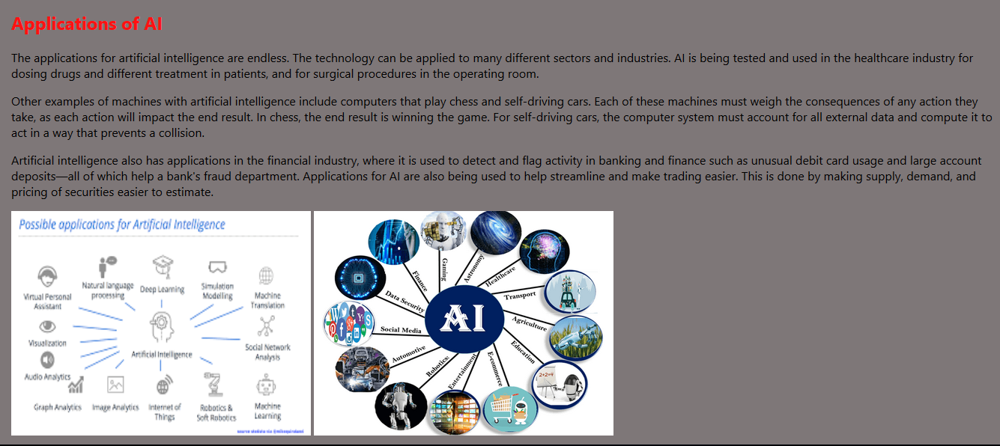 Applications of AI
The applications for artificial intelligence are endless. The technology can be applied to many different sectors and industries. AI is being tested and used in the healthcare industry for
dosing drugs and different treatment in patients, and for surgical procedures in the operating room.
Other examples of machines with artificial intelligence include computers that play chess and self-driving cars. Each of these machines must weigh the consequences of any action they
take, as each action will impact the end result. In chess, the end result is winning the game. For self-driving cars, the computer system must account for all external data and compute it to
act in a way that prevents a collision.
Artificial intelligence also has applications in the financial industry, where it is used to detect and flag activity in banking and finance such as unusual debit card usage and large account
deposits—all of which help a bank's fraud department. Applications for AI are also being used to help streamline and make trading easier. This is done by making supply, demand, and
pricing of securities easier to estimate.
Possible applications for Artificial Intelligence
Virtual Personal
Assistant
Natural language
processing
Deep Learning
Simulation
Modelling
Machine
Translation
Visualization
Artificial Intelligence
Social Network
Analysis
Audio Analytics
Graph Analytics
Image Analytics
Internet of
Things
Robotics &
Soft Robotics
Machine
Learning
AI
Gaming
Astronomy
Healthcare
Transport
Agriculture
Education
E-commerce
Entertainment
Robotics:
Automotive
Social Media
Data Security
Finance
2+2=4